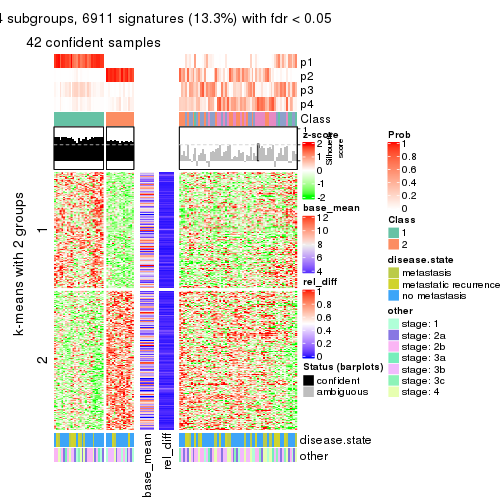 4 subgroups, 6911 signatures (13.3%) with fdr < 0.05
42 confident samples
p1
p2
p3
p4
Class
1
Silhouette
score
k-means with 2 groups
1
2
base_mean
rel_diff
disease.state
other
z-score
2
1
0
-1
-2
base_mean
12
10
8
6
4
rel_diff
1
0.8
0.6
0.4
0.2
0
Status (barplots)
confident
ambiguous
Prob
1
0.8
0.6
0.4
0.2
0
Class
1
2
disease.state
metastasis
metastatic recurrence
no metastasis
other
stage: 1
stage: 2a
stage: 2b
stage: 3a
stage: 3b
stage: 3c
stage: 4